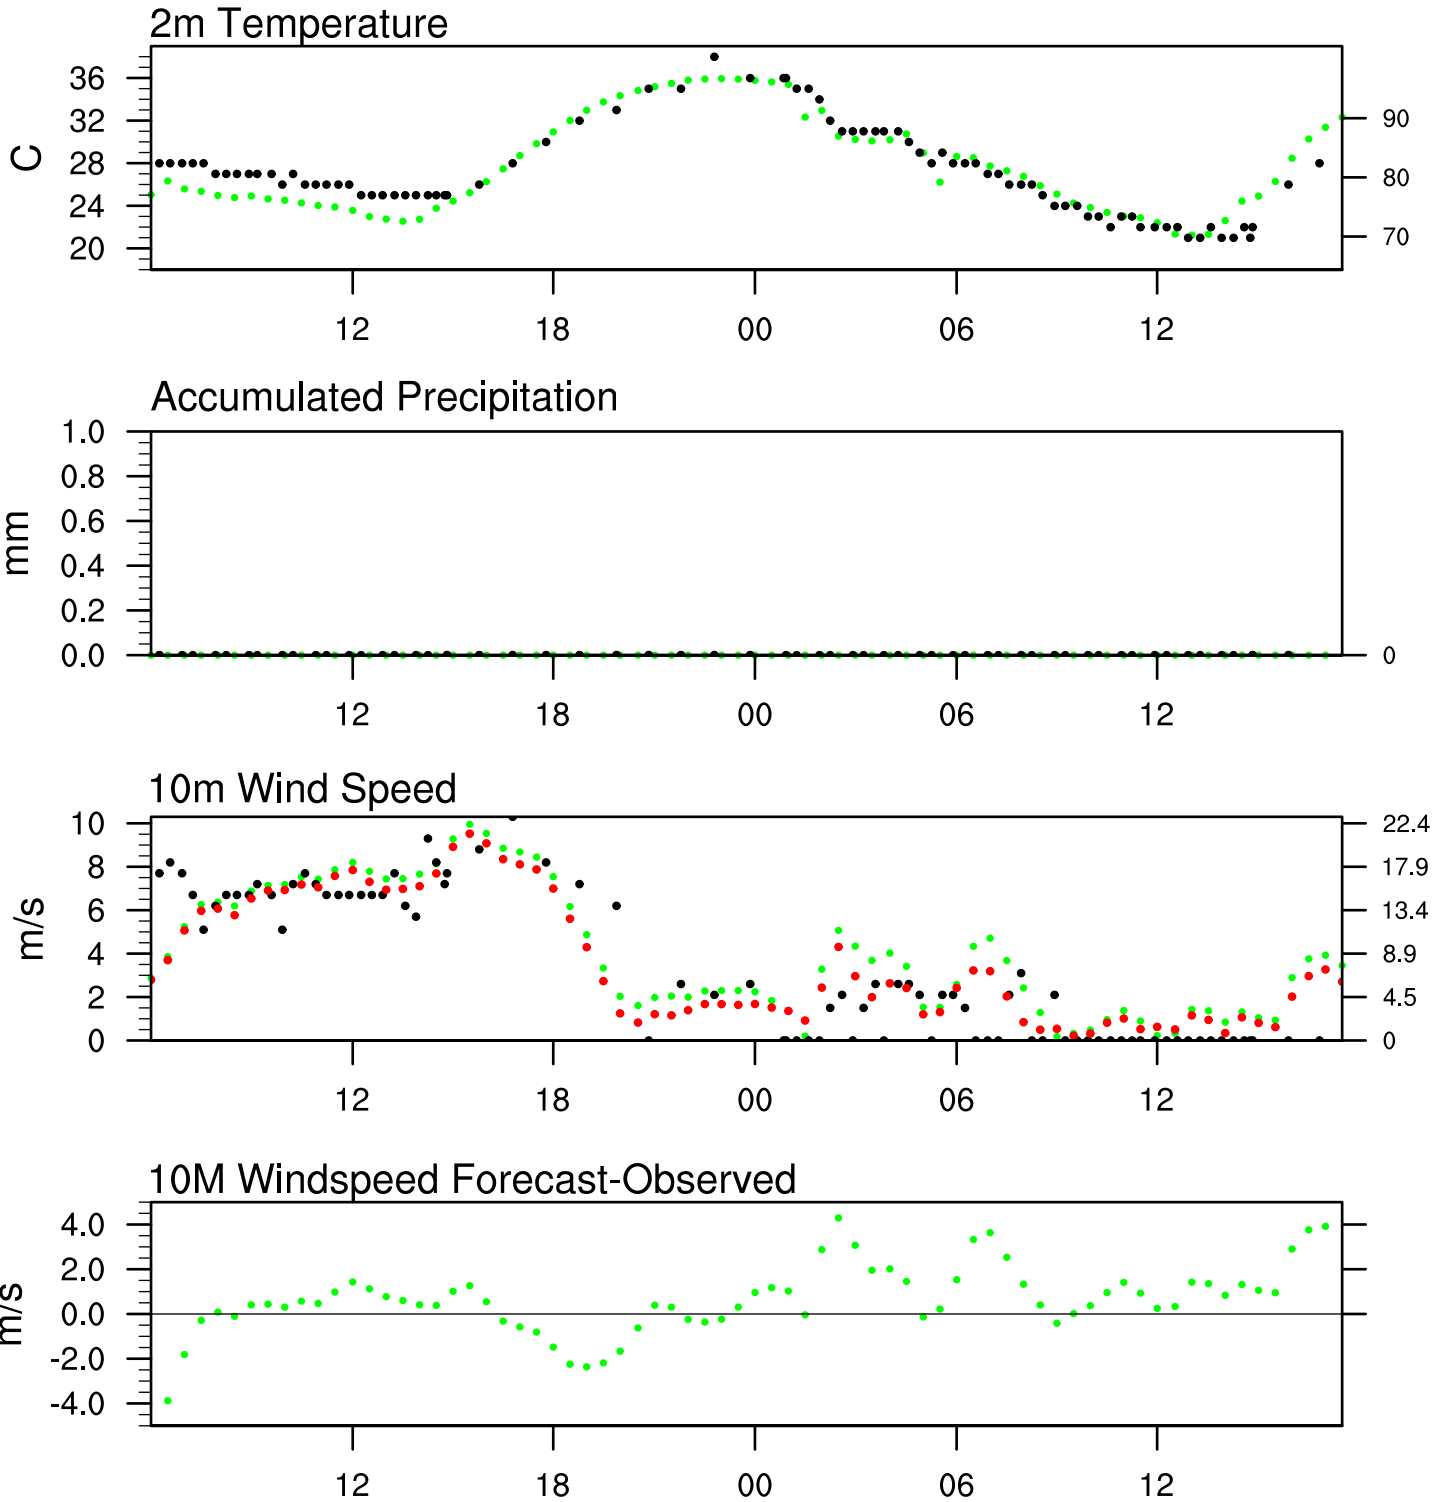 2m Temperature
C
36
32
28
24
20
90
80
70
12 18 00 06 12
Accumulated Precipitation
mm
1.0
0.8
0.6
0.4
0.2
0.0
0
12 18 00 06 12
10m Wind Speed
m/s
10
8
6
4
2
0
22.4
17.9
13.4
8.9
4.5
0
12 18 00 06 12
10M Windspeed Forecast-Observed
m/s
4.0
2.0
0.0
-2.0
-4.0
12 18 00 06 12